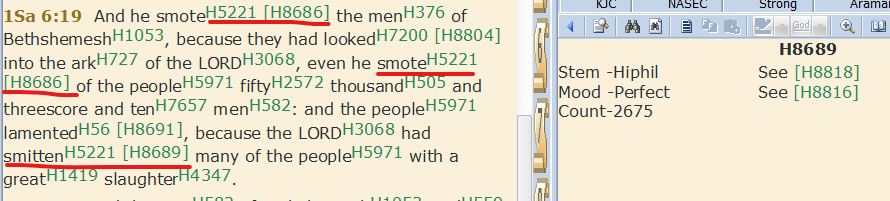 1Sa 6:19 And he smoteH5221 [H8686] the menH376 of
Bethshemesh H1053, because they had lookedH7200 [H8804]
into the arkH727 of the LORDH3068, even he smoteH5221
[H8686] of the peopleH5971 fiftyH2572 thousandH505 and
threescore and tenH7657 menH582: and the peopleH5971
lamentedH56 [H8691], because the LORDH3068 had
smittenH5221 [H8689] many of the peopleH5971 with a
greatH1419 slaughterH4347.
KJC NASEC Strong Aramai
God
H8689
Stem -Hiphil See [H8818]
Mood -Perfect See [H8816]
Count-2675